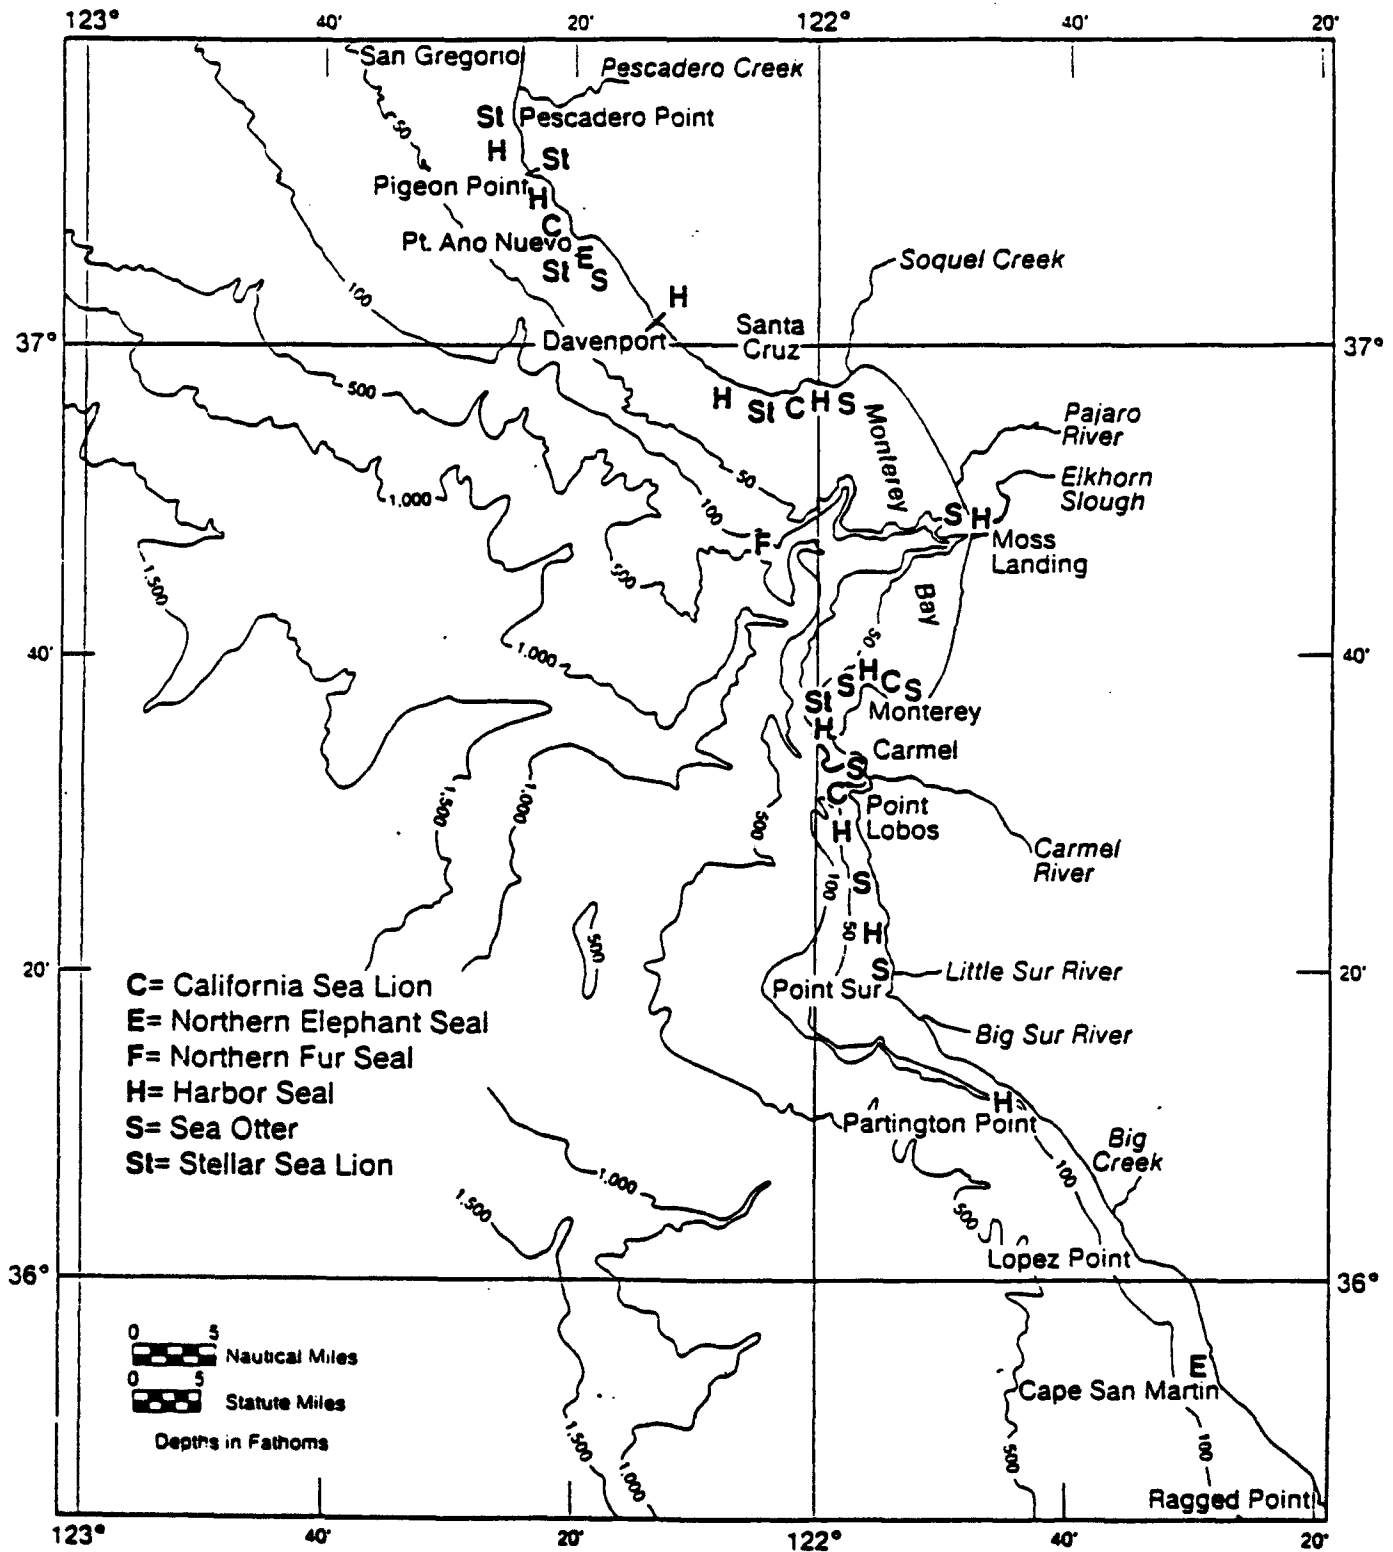 123° 40' 20' 122° 40' 20'
San Gregorio
Pescadero Creek
St Pescadero Point
50
H St
Pigeon Point
H
C
Pt. Ano Nuevo
E
St S
Soquel Creek
100
H
37° Davenport Santa Cruz 37°
500
H St C H S
Monterey
Pajaro
River
50
Elkhorn
Slough
1,000
100
S H
F
Moss
Landing
1,500
500
Bay
50
40' 1,000 40'
H
S C S
St
Monterey
H
Carmel
S
C
Point
Lobos
1,500 1,000 500
H
Carmel
River
100
S
50 H
500
20' S Little Sur River 20'
Point Sur
C= California Sea Lion
E= Northern Elephant Seal
F= Northern Fur Seal
H= Harbor Seal
S= Sea Otter
St= Stellar Sea Lion
Big Sur River
H
Partington Point
Big
Creek
100
1,000
1,500
500
Lopez Point
36° 36°
0 5
Nautical Miles
0 5
Statute Miles
Depths in Fathoms
E
Cape San Martin
1,500 1,000 500 100
Ragged Point
123° 40' 20' 122° 40' 20'